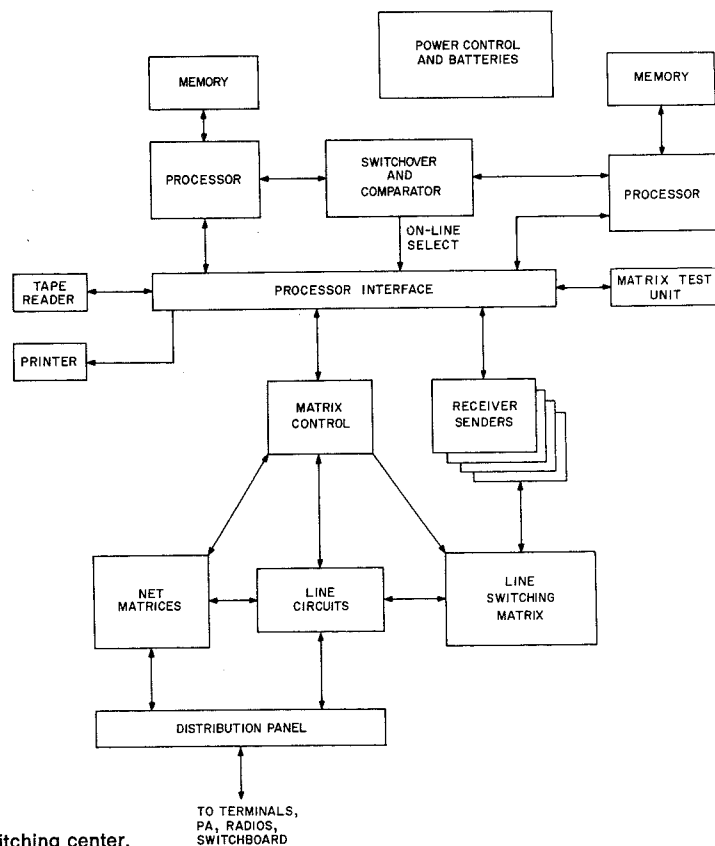 POWER CONTROL
AND BATTERIES
MEMORY
MEMORY
PROCESSOR
SWITCHOVER
AND
COMPARATOR
PROCESSOR
ON-LINE
SELECT
TAPE
READER
PROCESSOR INTERFACE
MATRIX TEST
UNIT
PRINTER
MATRIX
CONTROL
RECEIVER
SENDERS
NET
MATRICES
LINE
CIRCUITS
LINE
SWITCHING
MATRIX
DISTRIBUTION PANEL
TO TERMINALS,
PA, RADIOS,
SWITCHBOARD
itching center.